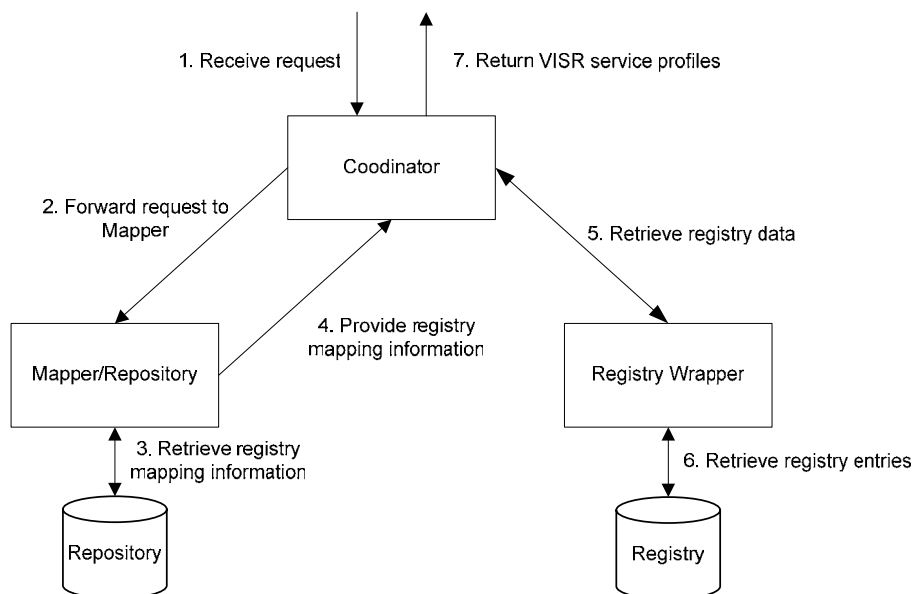 1. Receive request
7. Return VISR service profiles
Coodinator
2. Forward request to
Mapper
5. Retrieve registry data
4. Provide registry
mapping information
Mapper/Repository
Registry Wrapper
3. Retrieve registry
mapping information
6. Retrieve registry entries
Repository
Registry